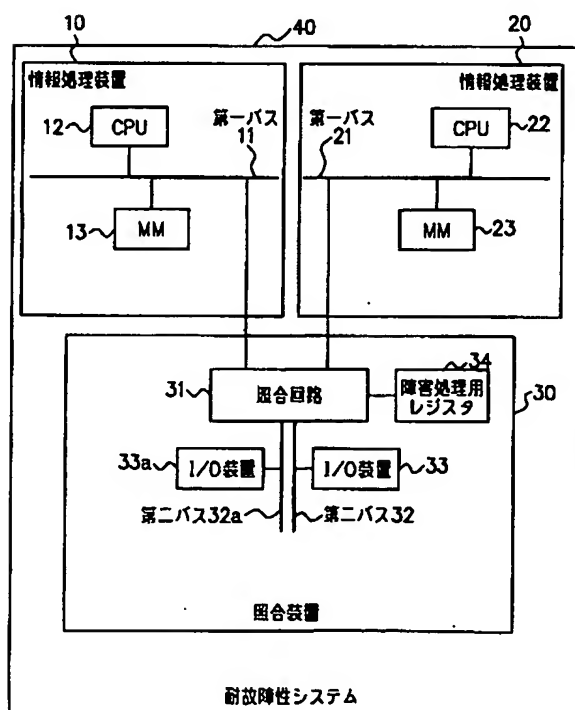 10
40
20
情報処理装置
情報処理装置
12
CPU
第一バス
11
第一バス
21
CPU
22
13
MM
MM
23
34
31
照合回路
障害処理用
レジスタ
30
33a
I/O装置
I/O装置
33
第二バス32a
第二バス32
照合装置
耐故障性システム